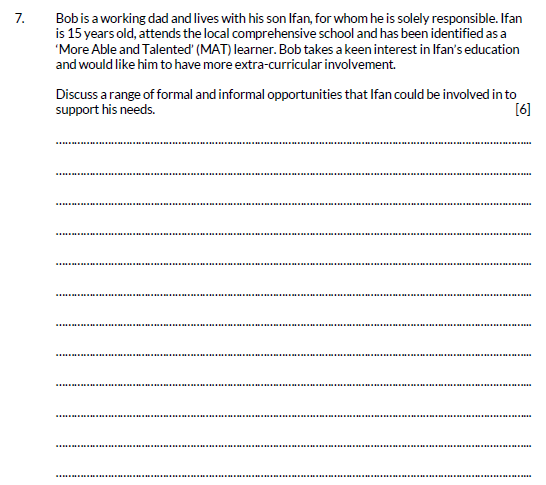 7. Bob is a working dad and lives with his son Ifan, for whom he is solely responsible. Ifan
is 15 years old, attends the local comprehensive school and has been identified as a
‘More Able and Talented’ (MAT) learner. Bob takes a keen interest in Ifan’s education
and would like him to have more extra-curricular involvement.
Discuss a range of formal and informal opportunities that Ifan could be involved in to
support his needs. [6]